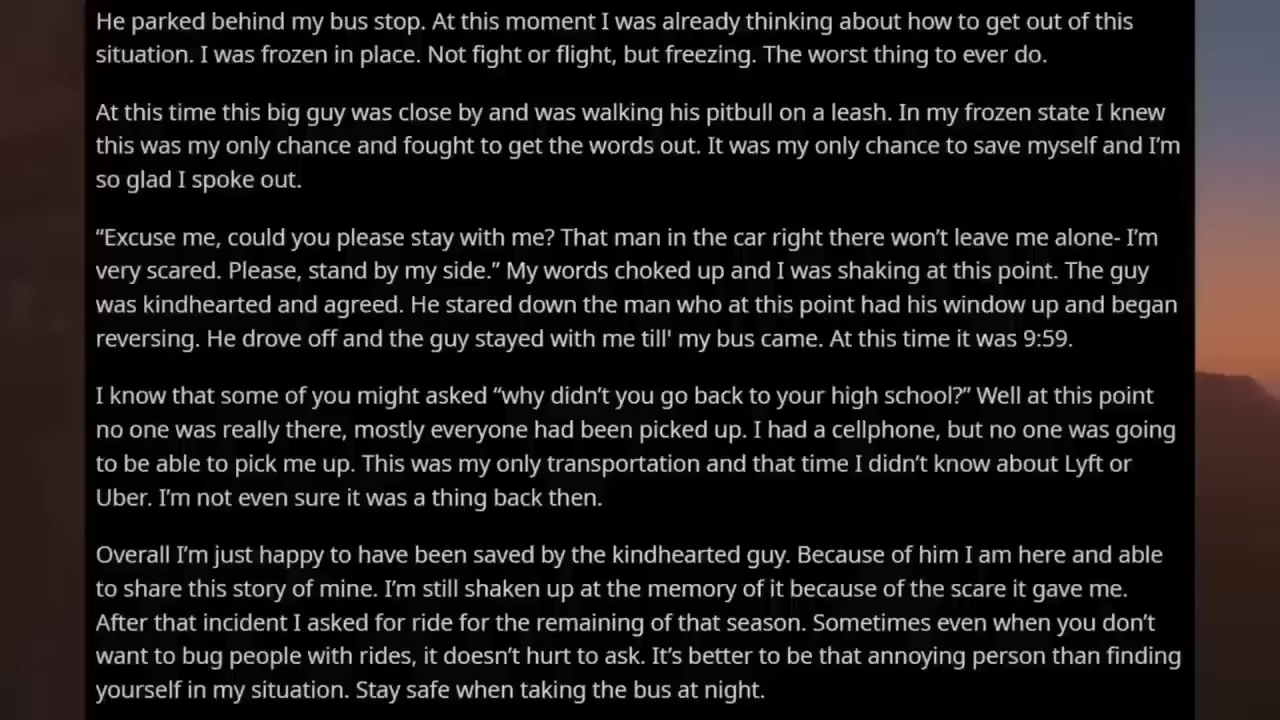 He parked behind my bus stop. At this moment I was already thinking about how to get out of this
situation. I was frozen in place. Not fight or flight, but freezing. The worst thing to ever do.
At this time this big guy was close by and was walking his pitbull on a leash. In my frozen state I knew
this was my only chance and fought to get the words out. It was my only chance to save myself and I’m
so glad I spoke out.
“Excuse me, could you please stay with me? That man in the car right there won’t leave me alone- I’m
very scared. Please, stand by my side.” My words choked up and I was shaking at this point. The guy
was kindhearted and agreed. He stared down the man who at this point had his window up and began
reversing. He drove off and the guy stayed with me till' my bus came. At this time it was 9:59.
I know that some of you might asked “why didn’t you go back to your high school?” Well at this point
no one was really there, mostly everyone had been picked up. I had a cellphone, but no one was going
to be able to pick me up. This was my only transportation and that time I didn’t know about Lyft or
Uber. I’m not even sure it was a thing back then.
Overall I’m just happy to have been saved by the kindhearted guy. Because of him I am here and able
to share this story of mine. I’m still shaken up at the memory of it because of the scare it gave me.
After that incident I asked for ride for the remaining of that season. Sometimes even when you don’t
want to bug people with rides, it doesn’t hurt to ask. It’s better to be that annoying person than finding
yourself in my situation. Stay safe when taking the bus at night.